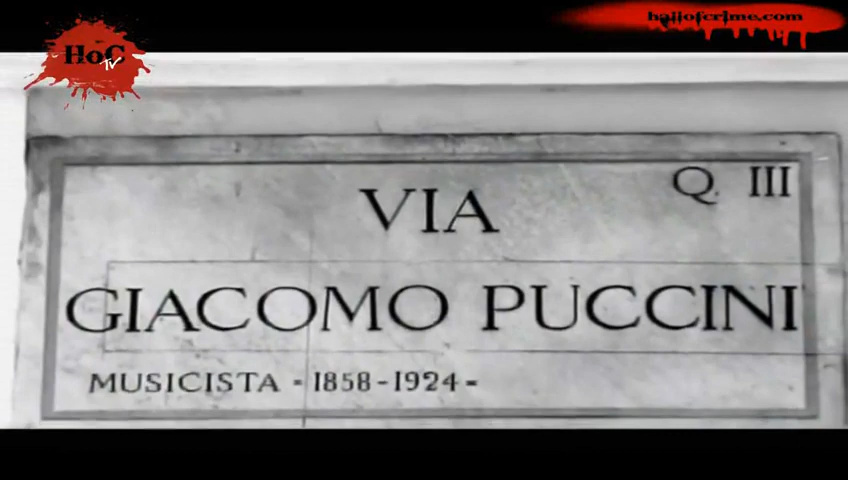 hallofcrime.com
HoC
Tv
Q. III
VIA
GIACOMO PUCCINI
MUSICISTA - 1858-1924-